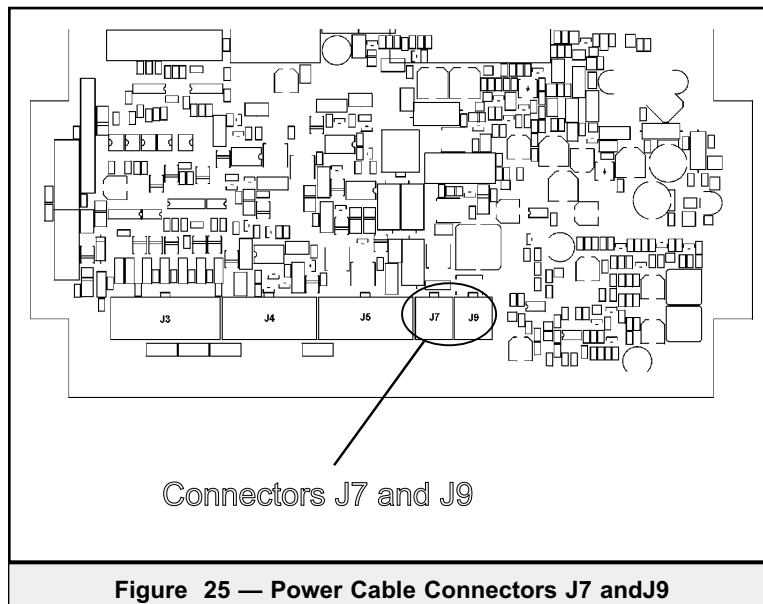 J3 J4 J5 J7 J9
Connectors J7 and J9
Figure 25 — Power Cable Connectors J7 andJ9